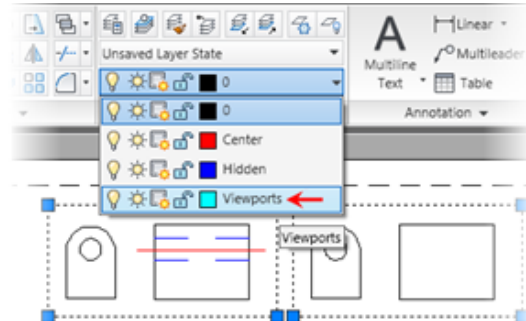 Linear
Unsaved Layer State
Multileader
Multiline
Text
Table
0
Annotation
0
Center
Hidden
Viewports
Viewports